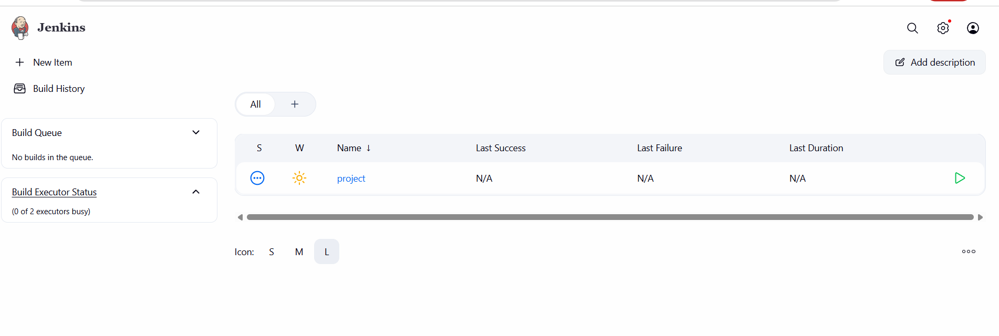 Jenkins
New Item
Add description
Build History
All
Build Queue
No builds in the queue.
S W Name ↓ Last Success Last Failure Last Duration
project N/A N/A N/A
Build Executor Status
(0 of 2 executors busy)
Icon: S M L